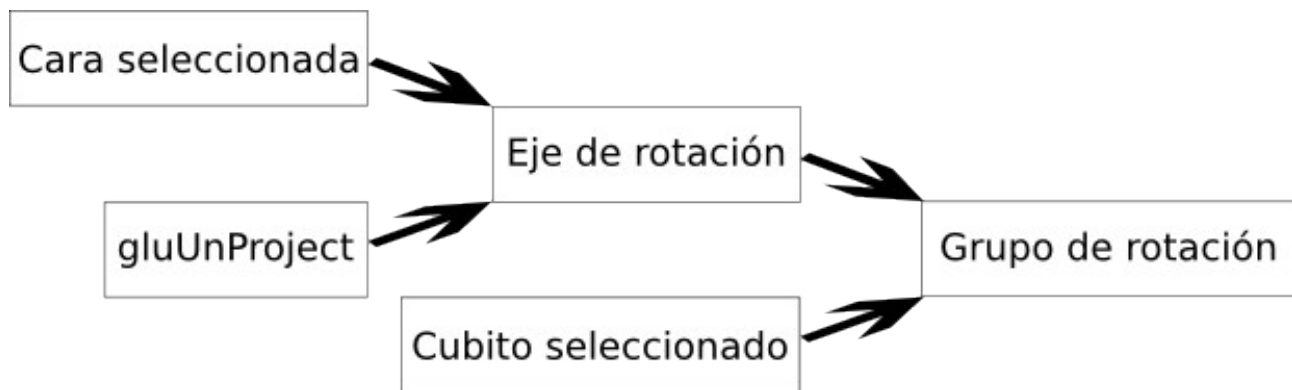 Cara seleccionada
Eje de rotación
gluUnProject
Grupo de rotación
Cubito seleccionado